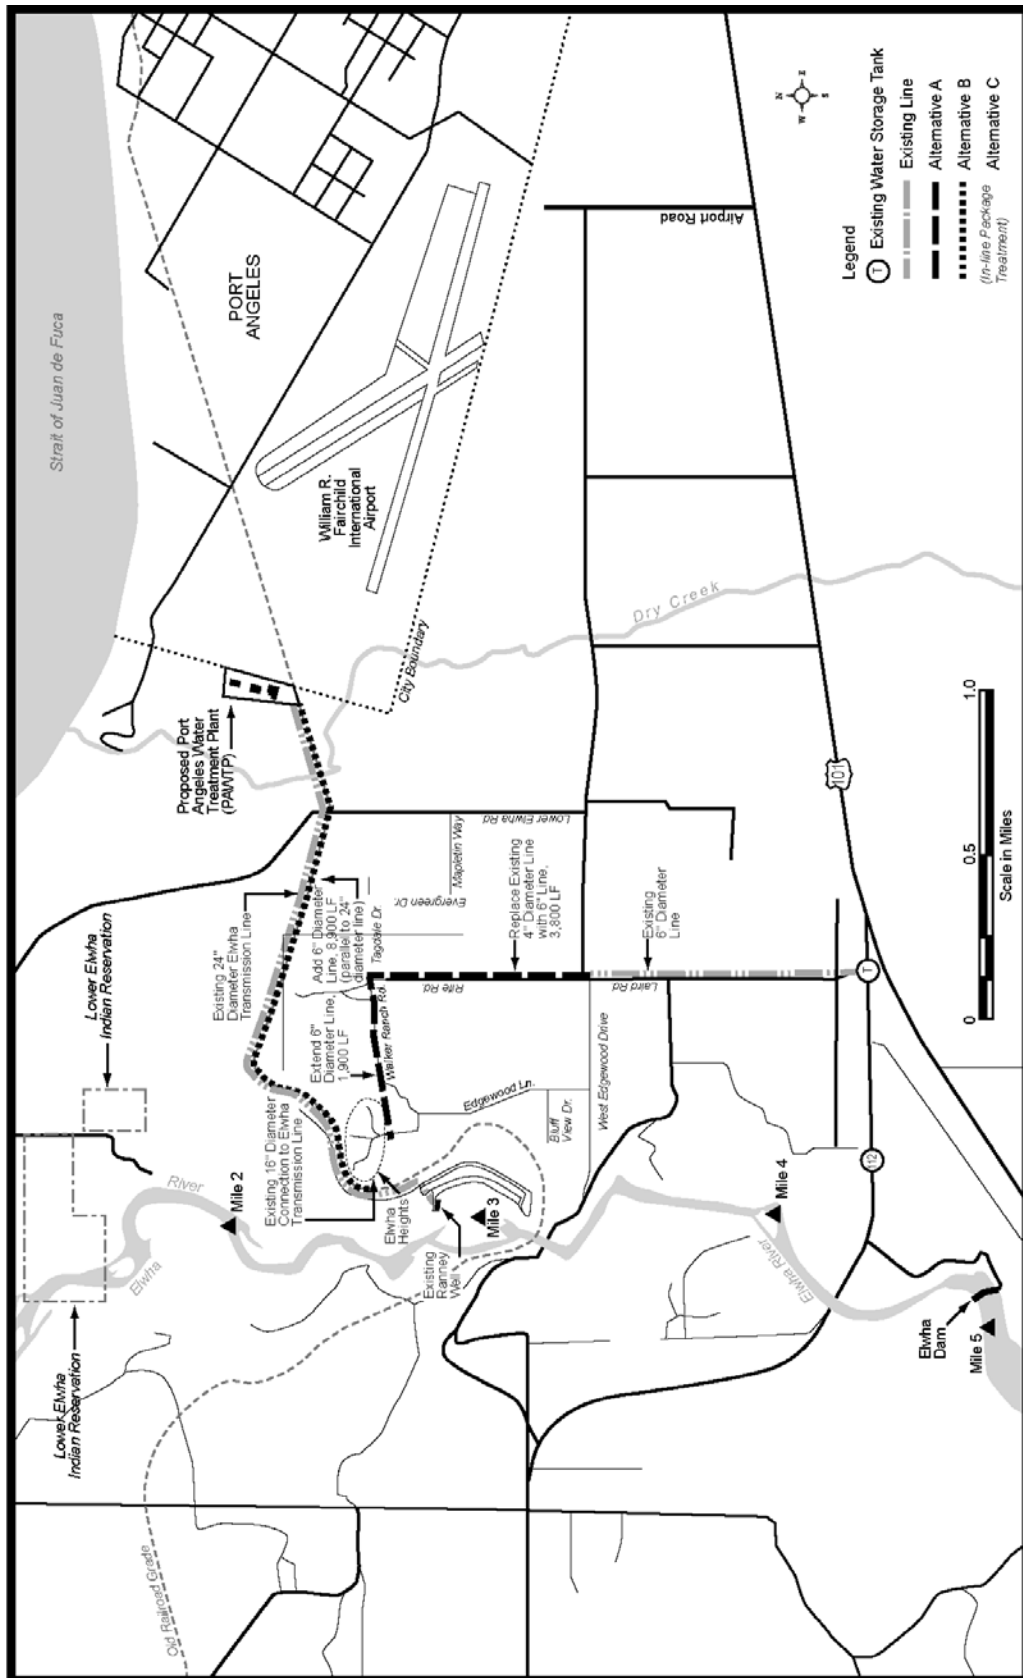 Strait of Juan de Fuca
PORT
ANGELES
William R.
Fairchild
International
Airport
Airport Road
Dry Creek
City Boundary
Proposed Port
Angeles Water
Treatment Plant
(PAWTP)
Lower Elwha
Indian Reservation
Lower Elwha
Indian Reservation
Existing 24"
Diameter Elwha
Transmission Line
Add 6" Diameter
Line, 8,900 LF
(parallel to 24"
diameter line)
Lower Elwha Rd
Mapletin Way
Evergreen Dr.
Tagdale Dr.
Replace Existing
4" Diameter Line
with 6" Line,
3,800 LF
Existing
6" Diameter
Line
Rife Rd.
Laird Rd.
Extend 6"
Diameter Line,
1,900 LF
Walker Ranch Rd.
Existing 16" Diameter
Connection to Elwha
Transmission Line
Edgewood Ln.
Bluff
View Dr.
West Edgewood Drive
Elwha
Heights
Existing
Ranney
Well
River
Elwha
Mile 2
Mile 3
Mile 4
Elwha River
Elwha
Dam
Mile 5
Old Railroad Grade
101
112
T
N
E
S
W
Legend
T Existing Water Storage Tank
Existing Line
Alternative A
Alternative B
(In-line Package
Treatment)
Alternative C
0 0.5 1.0
Scale in Miles